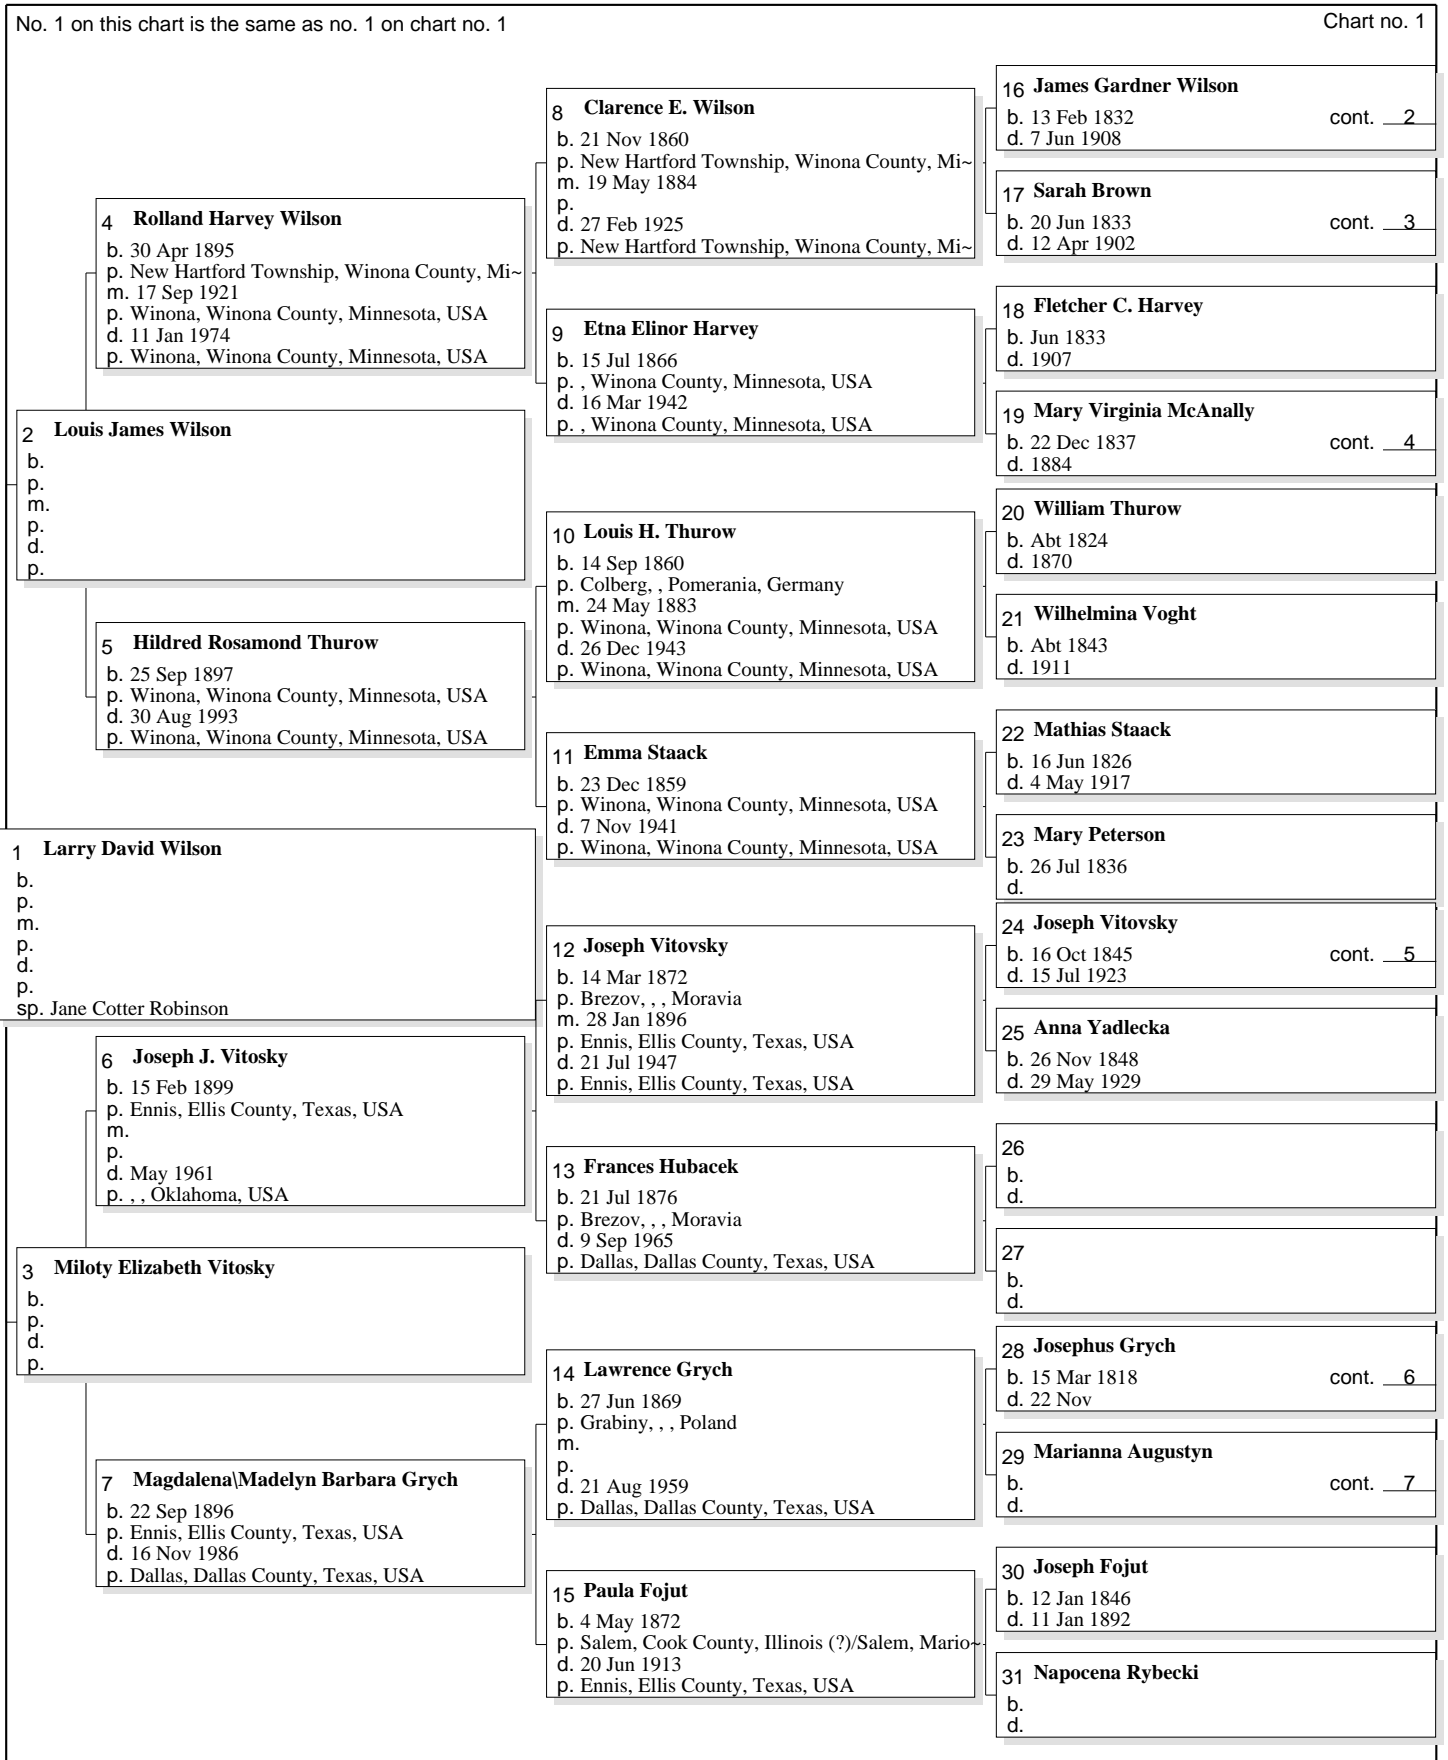 No. 1 on this chart is the same as no. 1 on chart no. 1
Chart no. 1
1 Larry David Wilson
b.
p.
m.
p.
d.
p.
sp. Jane Cotter Robinson
2 Louis James Wilson
b.
p.
m.
p.
d.
p.
3 Miloty Elizabeth Vitosky
b.
p.
d.
p.
4 Rolland Harvey Wilson
b. 30 Apr 1895
p. New Hartford Township, Winona County, Mi~
m. 17 Sep 1921
p. Winona, Winona County, Minnesota, USA
d. 11 Jan 1974
p. Winona, Winona County, Minnesota, USA
5 Hildred Rosamond Thurow
b. 25 Sep 1897
p. Winona, Winona County, Minnesota, USA
d. 30 Aug 1993
p. Winona, Winona County, Minnesota, USA
6 Joseph J. Vitosky
b. 15 Feb 1899
p. Ennis, Ellis County, Texas, USA
m.
p.
d. May 1961
p. , , Oklahoma, USA
7 Magdalena\Madelyn Barbara Grych
b. 22 Sep 1896
p. Ennis, Ellis County, Texas, USA
d. 16 Nov 1986
p. Dallas, Dallas County, Texas, USA
8 Clarence E. Wilson
b. 21 Nov 1860
p. New Hartford Township, Winona County, Mi~
m. 19 May 1884
p.
d. 27 Feb 1925
p. New Hartford Township, Winona County, Mi~
9 Etna Elinor Harvey
b. 15 Jul 1866
p. , Winona County, Minnesota, USA
d. 16 Mar 1942
p. , Winona County, Minnesota, USA
10 Louis H. Thurow
b. 14 Sep 1860
p. Colberg, , Pomerania, Germany
m. 24 May 1883
p. Winona, Winona County, Minnesota, USA
d. 26 Dec 1943
p. Winona, Winona County, Minnesota, USA
11 Emma Staack
b. 23 Dec 1859
p. Winona, Winona County, Minnesota, USA
d. 7 Nov 1941
p. Winona, Winona County, Minnesota, USA
12 Joseph Vitovsky
b. 14 Mar 1872
p. Brezov, , , Moravia
m. 28 Jan 1896
p. Ennis, Ellis County, Texas, USA
d. 21 Jul 1947
p. Ennis, Ellis County, Texas, USA
13 Frances Hubacek
b. 21 Jul 1876
p. Brezov, , , Moravia
d. 9 Sep 1965
p. Dallas, Dallas County, Texas, USA
14 Lawrence Grych
b. 27 Jun 1869
p. Grabiny, , , Poland
m.
p.
d. 21 Aug 1959
p. Dallas, Dallas County, Texas, USA
15 Paula Fojut
b. 4 May 1872
p. Salem, Cook County, Illinois (?)/Salem, Mario~
d. 20 Jun 1913
p. Ennis, Ellis County, Texas, USA
16 James Gardner Wilson
b. 13 Feb 1832 cont. 2
d. 7 Jun 1908
17 Sarah Brown
b. 20 Jun 1833 cont. 3
d. 12 Apr 1902
18 Fletcher C. Harvey
b. Jun 1833
d. 1907
19 Mary Virginia McAnally
b. 22 Dec 1837 cont. 4
d. 1884
20 William Thurow
b. Abt 1824
d. 1870
21 Wilhelmina Voght
b. Abt 1843
d. 1911
22 Mathias Staack
b. 16 Jun 1826
d. 4 May 1917
23 Mary Peterson
b. 26 Jul 1836
d.
24 Joseph Vitovsky
b. 16 Oct 1845 cont. 5
d. 15 Jul 1923
25 Anna Yadlecka
b. 26 Nov 1848
d. 29 May 1929
26
b.
d.
27
b.
d.
28 Josephus Grych
b. 15 Mar 1818 cont. 6
d. 22 Nov
29 Marianna Augustyn
b. cont. 7
d.
30 Joseph Fojut
b. 12 Jan 1846
d. 11 Jan 1892
31 Napocena Rybecki
b.
d.